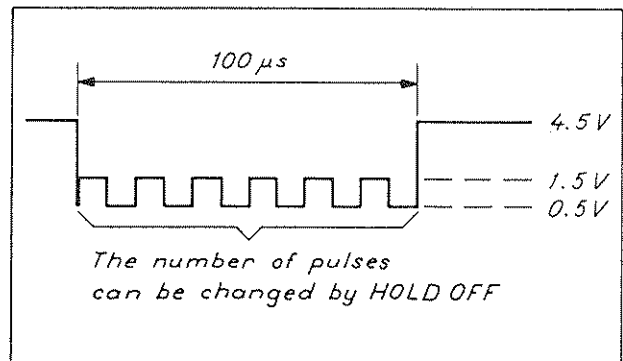 100 µs
4.5 V
1.5 V
0.5 V
The number of pulses
can be changed by HOLD OFF